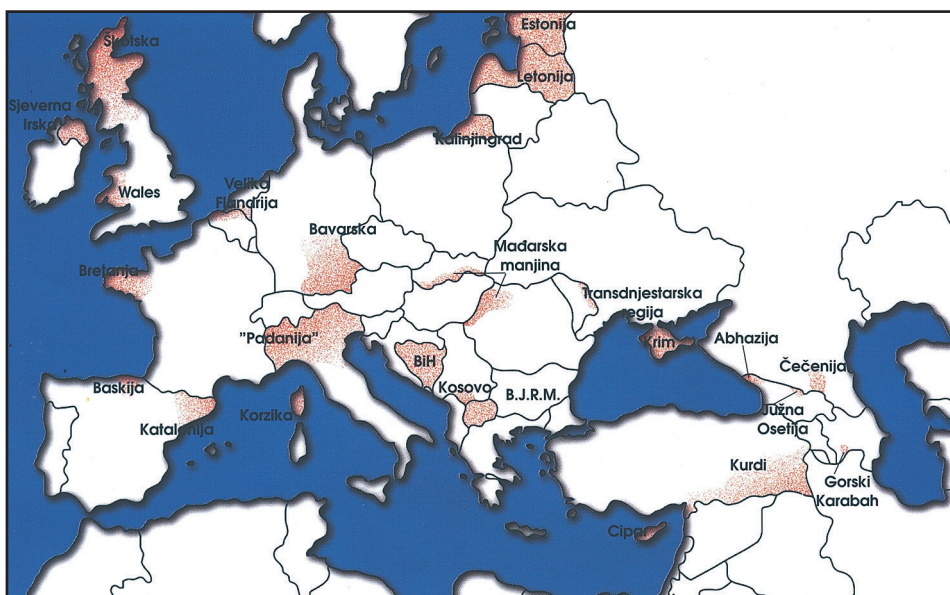 Estonija
Škotska
Letonija
Sjeverna
Irska
Kalinjingrad
Wales
Velika
Flandrija
Bavarska
Mađarska
manjina
Bretanja
Transdnjestarska
regija
"Padanija"
Krim
Abhazija
BiH
Čečenija
Baskija
Kosovo
B.J.R.M.
Korzika
Južna
Osetija
Katalonija
Kurdi
Gorski
Karabah
Cipar